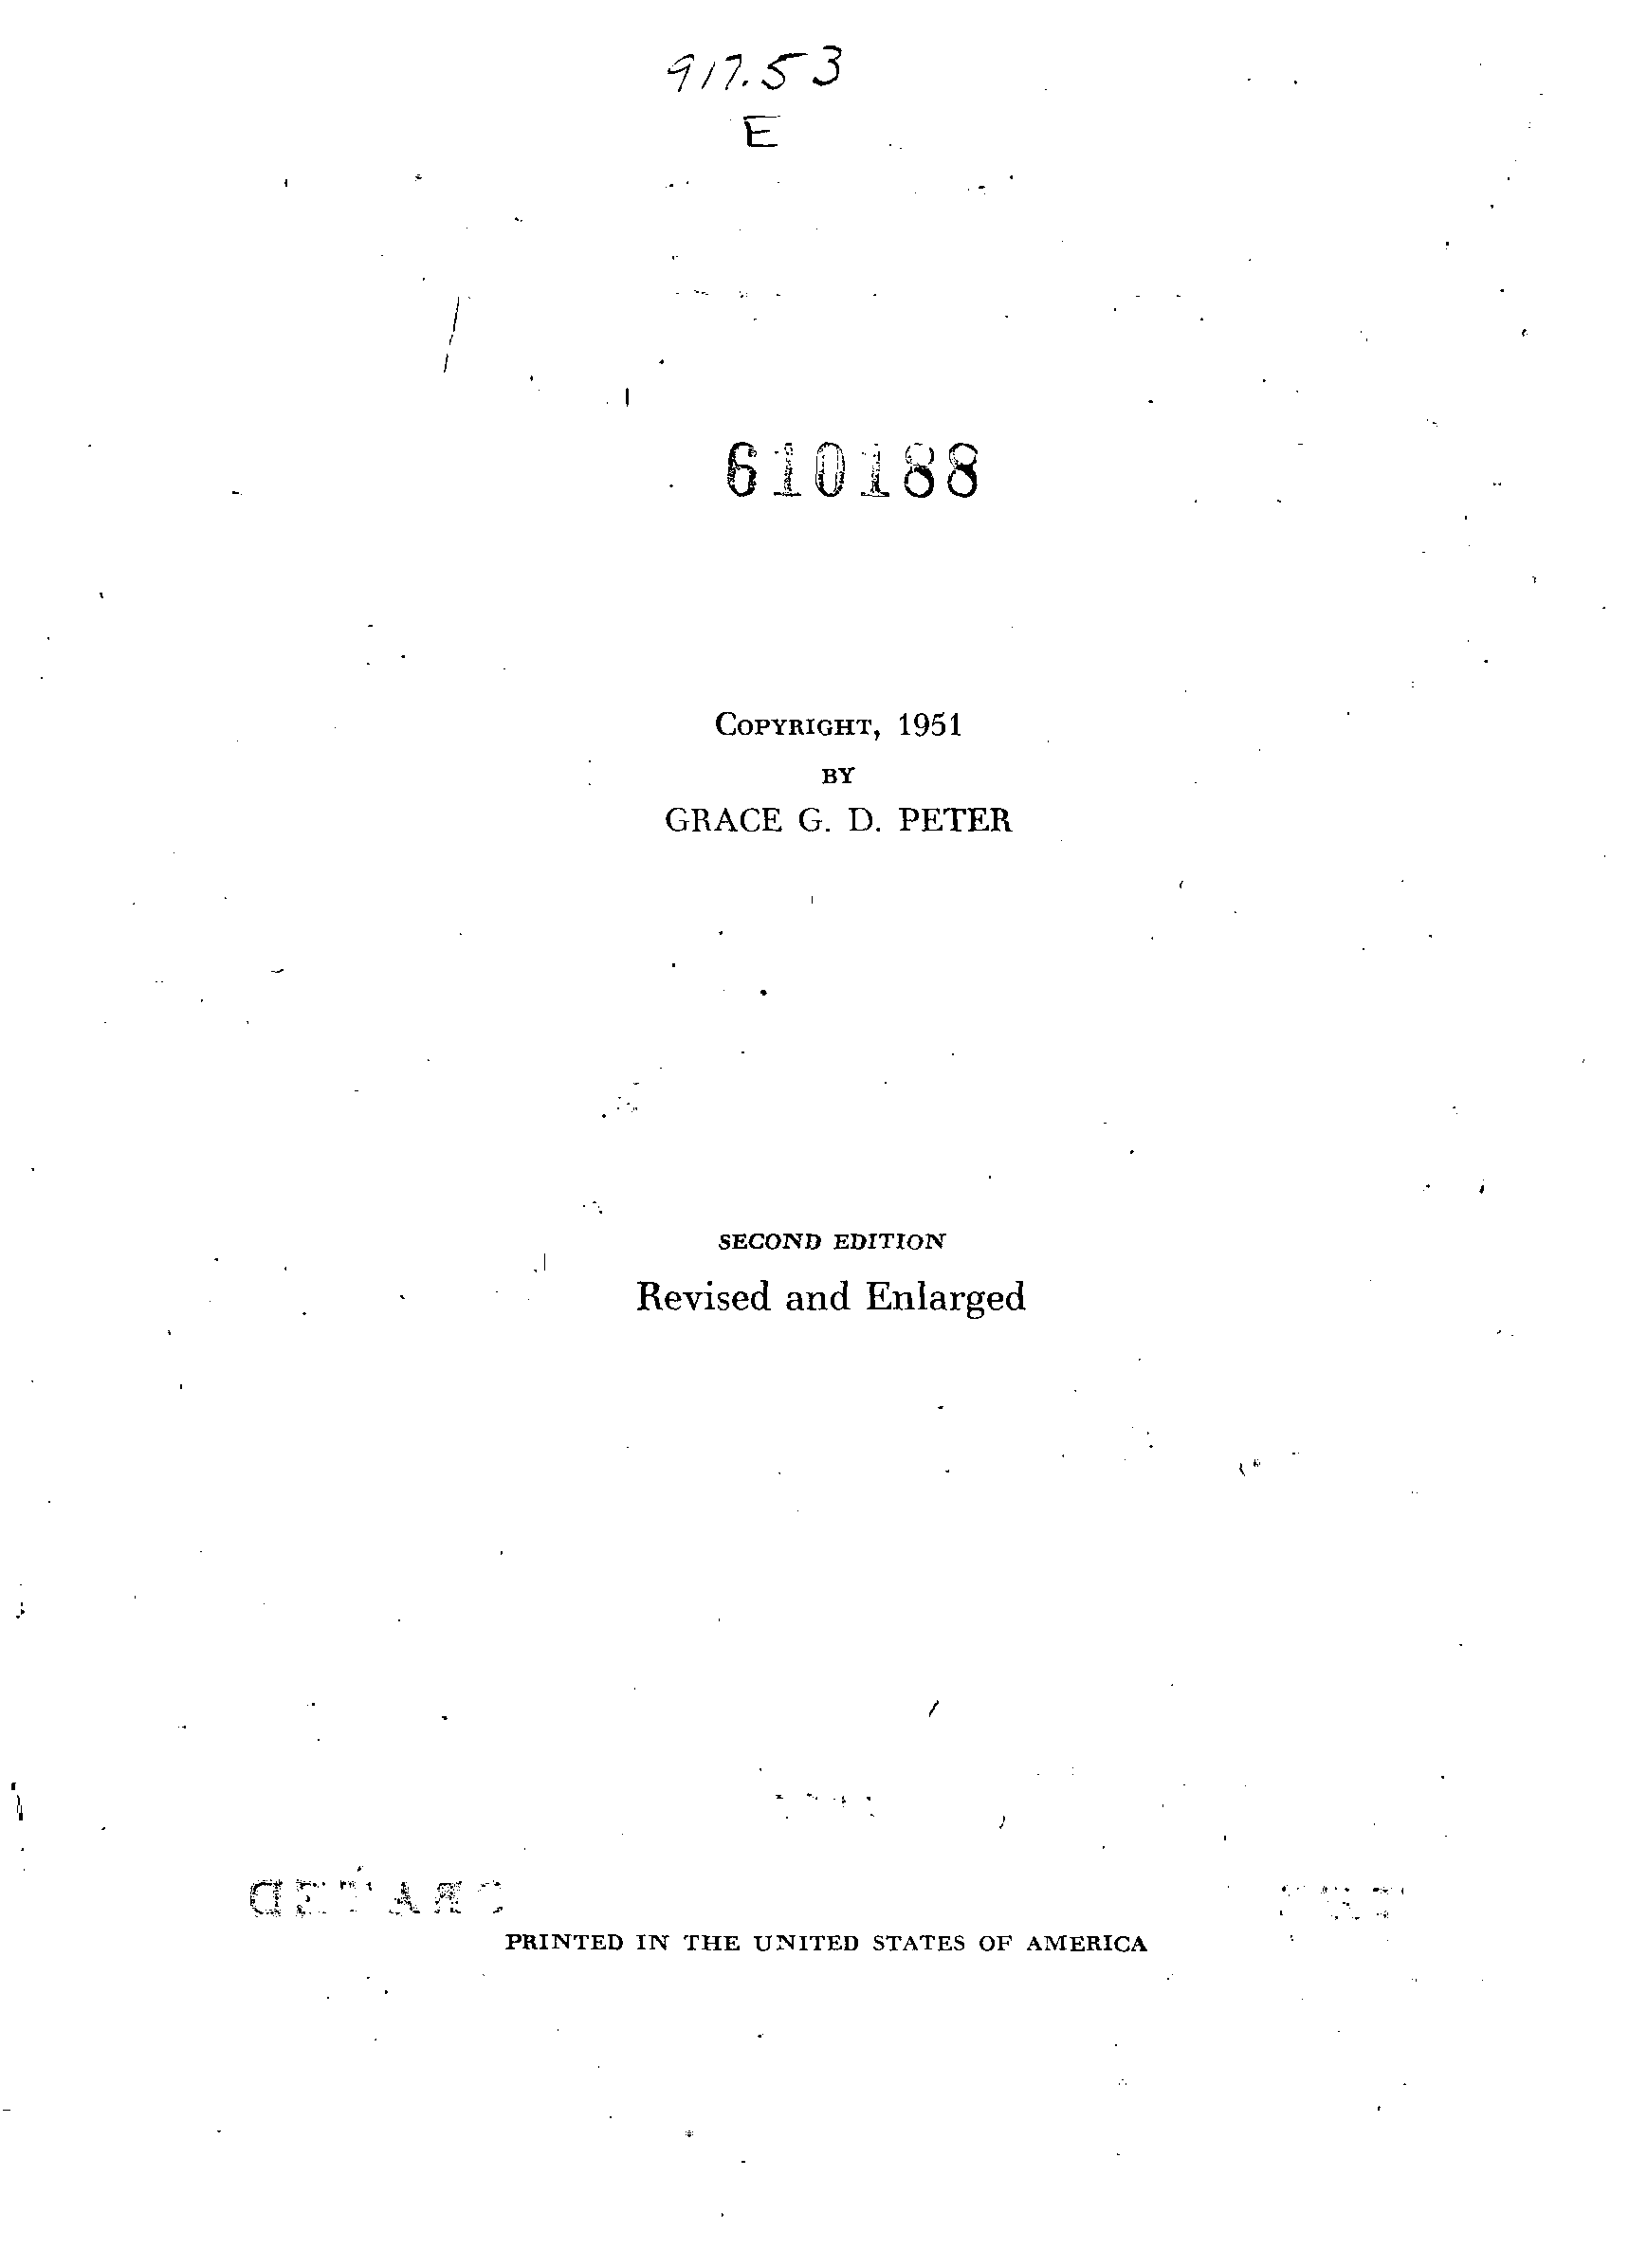 917.53
E
610188
COPYRIGHT, 1951
BY
GRACE G. D. PETER
SECOND EDITION
Revised and Enlarged
PRINTED IN THE UNITED STATES OF AMERICA